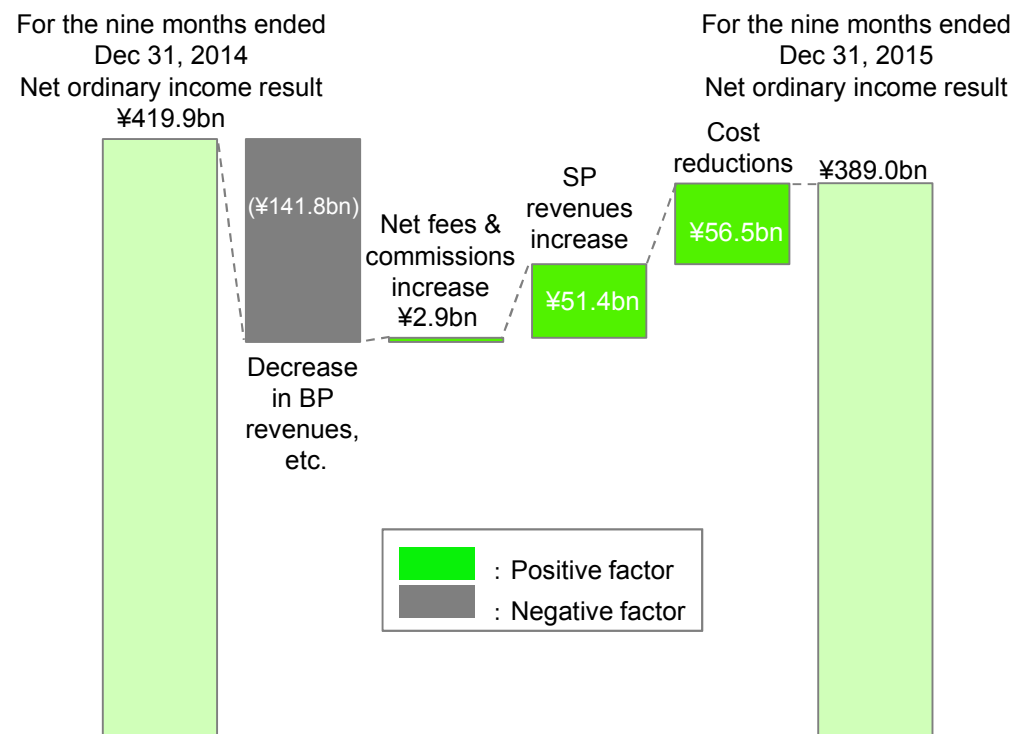 For the nine months ended
Dec 31, 2014
Net ordinary income result
¥419.9bn
(¥141.8bn)
Decrease
in BP
revenues,
etc.
Net fees &
commissions
increase
¥2.9bn
SP
revenues
increase
¥51.4bn
Cost
reductions
¥56.5bn
For the nine months ended
Dec 31, 2015
Net ordinary income result
¥389.0bn
: Positive factor
: Negative factor